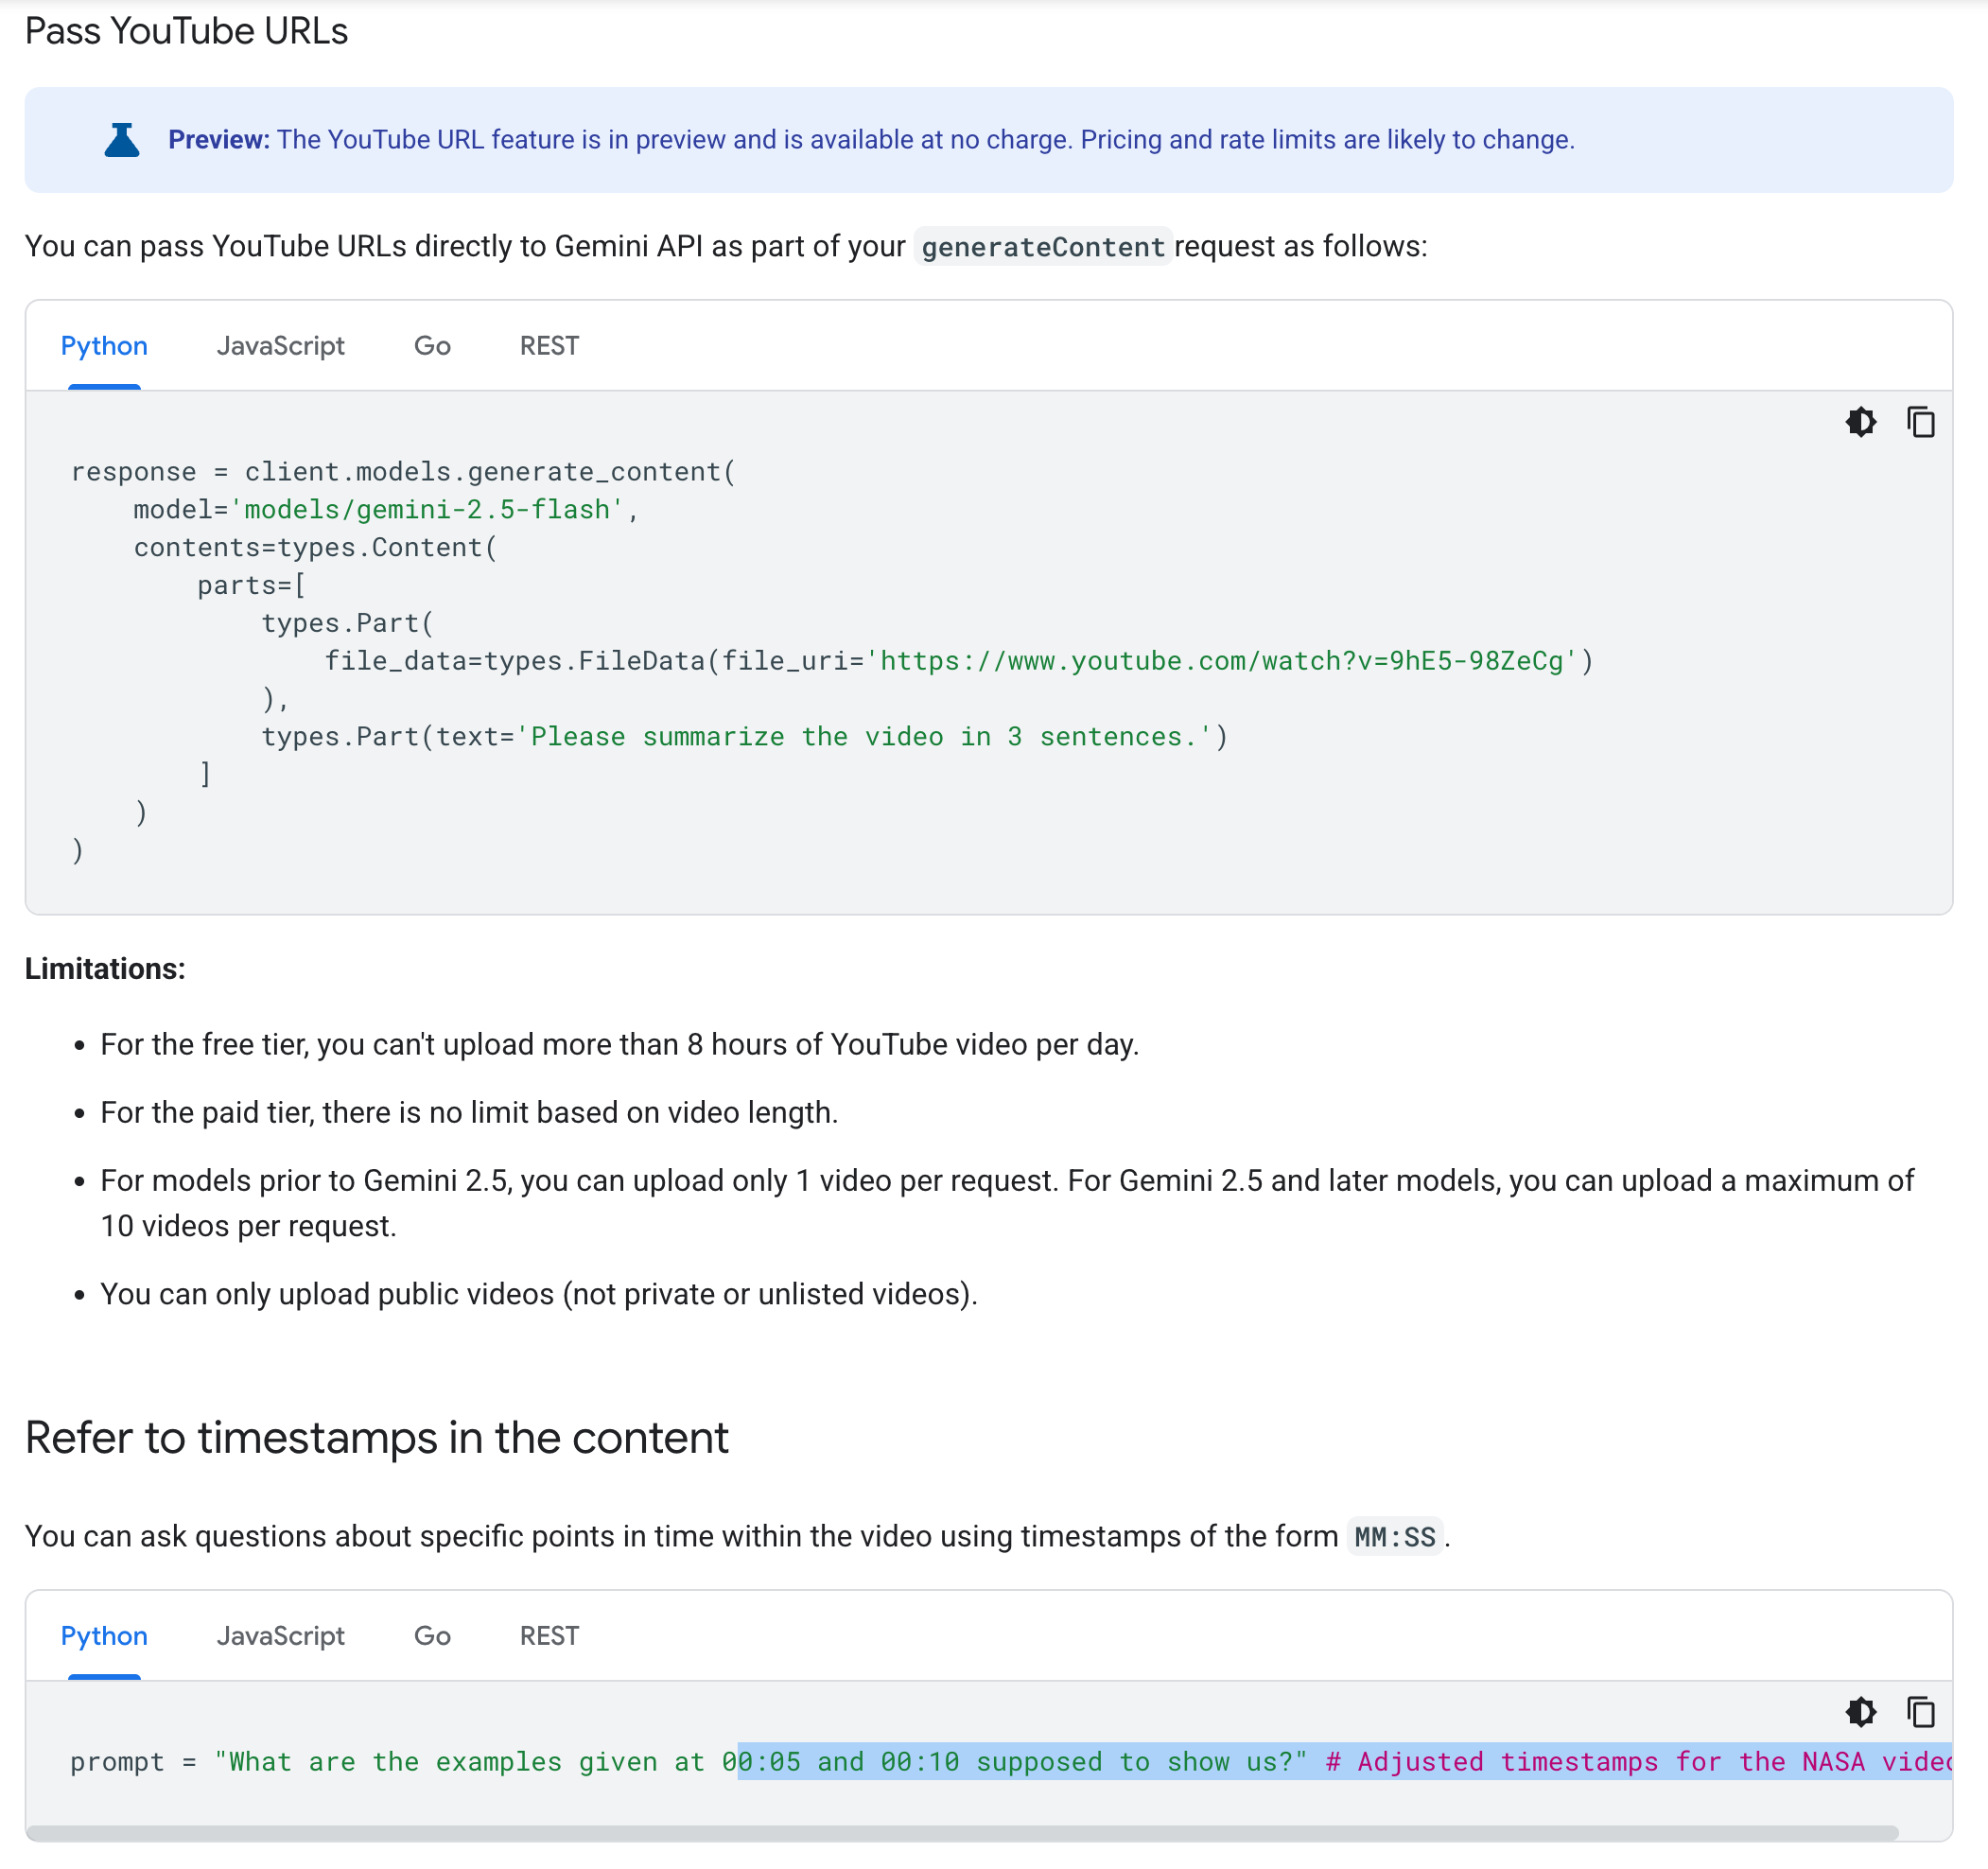 Pass YouTube URLs
Preview: The YouTube URL feature is in preview and is available at no charge. Pricing and rate limits are likely to change.
You can pass YouTube URLs directly to Gemini API as part of your generateContent request as follows:
Python JavaScript Go REST
response = client.models.generate_content(
    model='models/gemini-2.5-flash',
    contents=types.Content(
        parts=[
            types.Part(
                file_data=types.FileData(file_uri='https://www.youtube.com/watch?v=9hE5-98ZeCg')
            ),
            types.Part(text='Please summarize the video in 3 sentences.')
        ]
    )
)
Limitations:
• For the free tier, you can't upload more than 8 hours of YouTube video per day.
• For the paid tier, there is no limit based on video length.
• For models prior to Gemini 2.5, you can upload only 1 video per request. For Gemini 2.5 and later models, you can upload a maximum of
10 videos per request.
• You can only upload public videos (not private or unlisted videos).
Refer to timestamps in the content
You can ask questions about specific points in time within the video using timestamps of the form MM:SS.
Python JavaScript Go REST
prompt = "What are the examples given at 00:05 and 00:10 supposed to show us?" # Adjusted timestamps for the NASA video